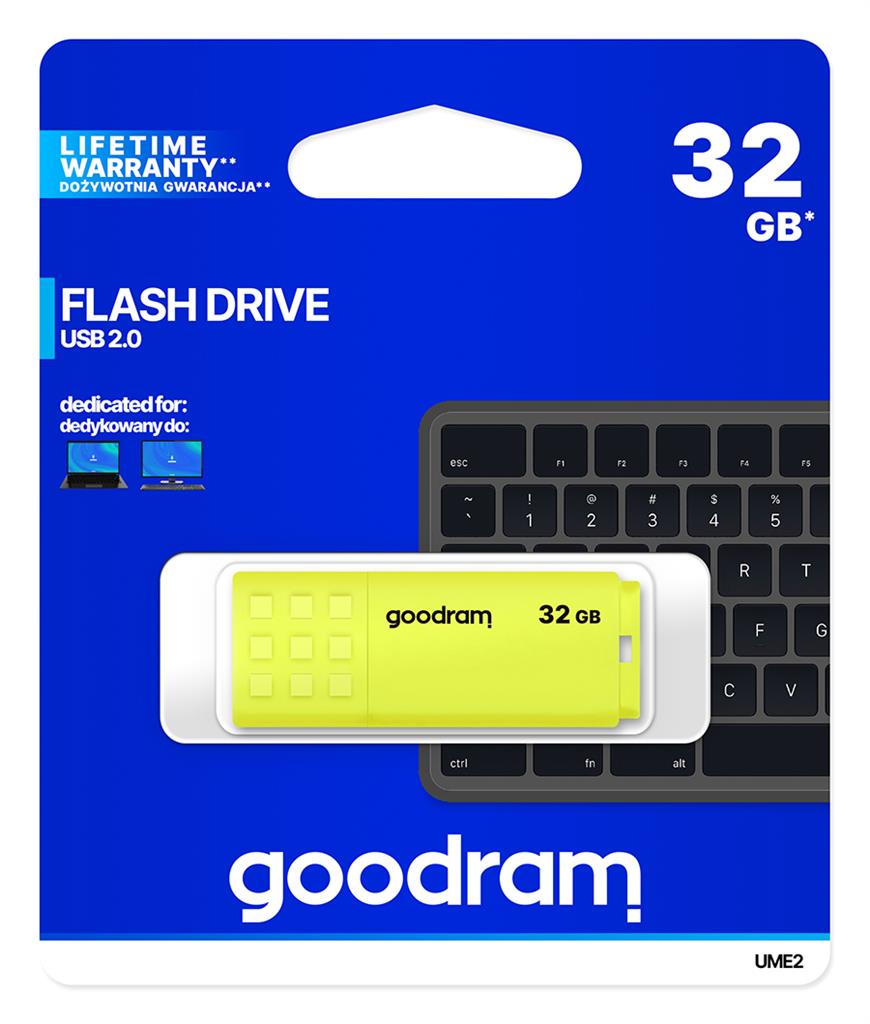 LIFETIME
WARRANTY**
DOŻYWOTNIA GWARANCJA**
32
GB*
FLASH DRIVE
USB 2.0
dedicated for:
dedykowany do:
esc F1 F2 F3 F4 F5
~ ! @ # $ %
` 1 2 3 4 5
R T
goodram 32 GB
F G
C V
ctrl fn alt
goodram
UME2